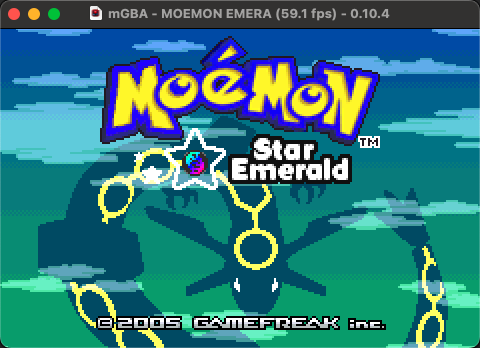 mGBA - MOEMON EMERA (59.1 fps) - 0.10.4
MoéMoN
TM
Star
Emerald
©2005 GAMEFREAK inc.